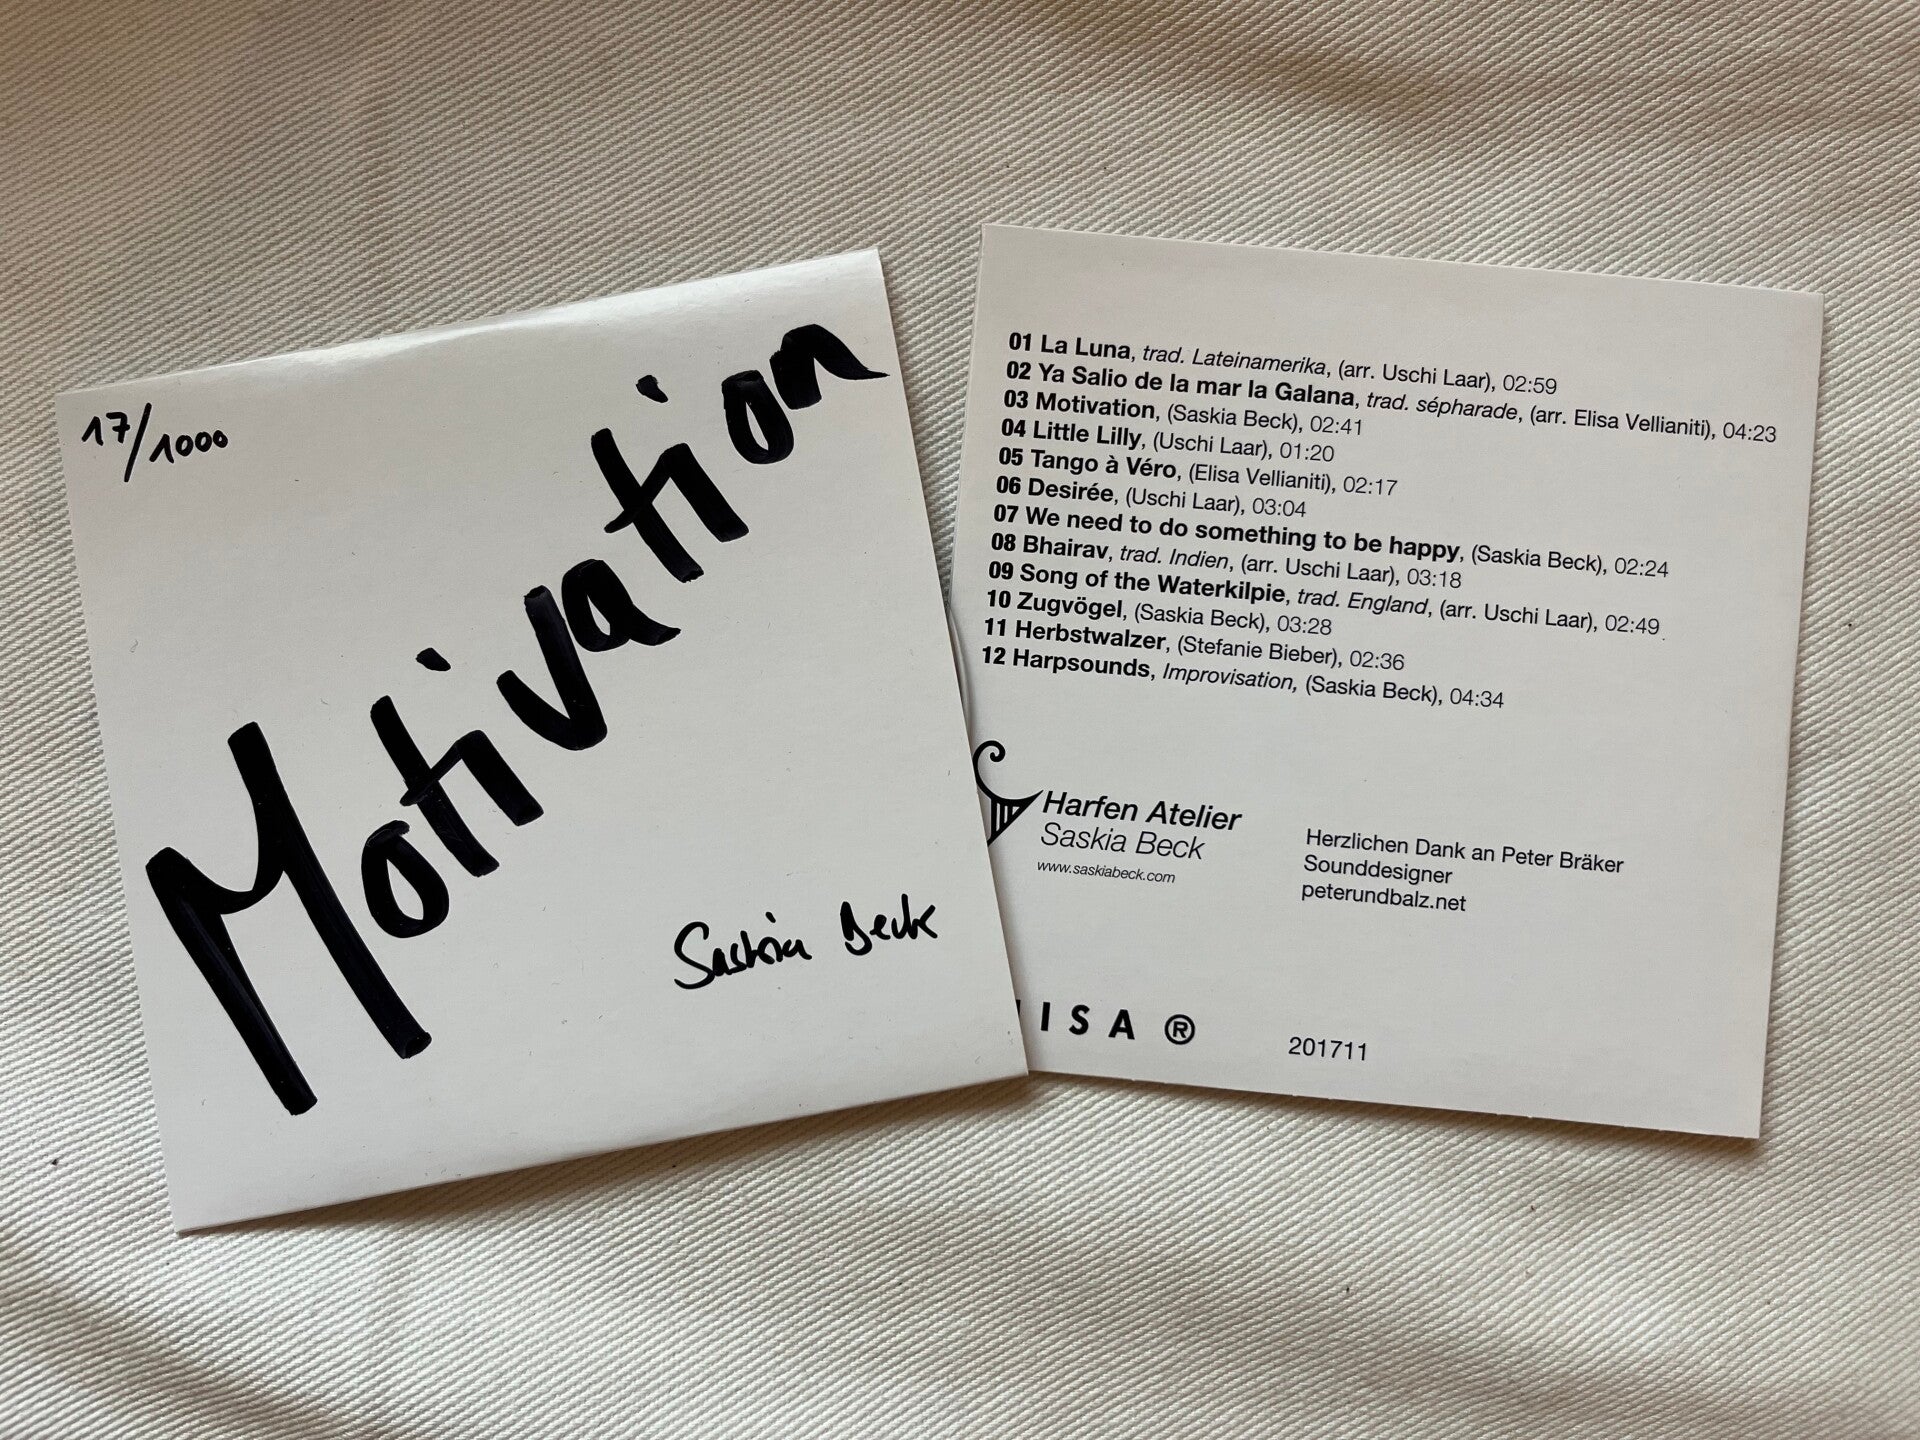 17/1000
Motivation
Saskia Beck
01 La Luna, trad. Lateinamerika, (arr. Uschi Laar), 02:59
02 Ya Salio de la mar la Galana, trad. sépharade, (arr. Elisa Vellianiti), 04:23
03 Motivation, (Saskia Beck), 02:41
04 Little Lilly, (Uschi Laar), 01:20
05 Tango à Véro, (Elisa Vellianiti), 02:17
06 Desirée, (Uschi Laar), 03:04
07 We need to do something to be happy, (Saskia Beck), 02:24
08 Bhairav, trad. Indien, (arr. Uschi Laar), 03:18
09 Song of the Waterkilpie, trad. England, (arr. Uschi Laar), 02:49
10 Zugvögel, (Saskia Beck), 03:28
11 Herbstwalzer, (Stefanie Bieber), 02:36
12 Harpsounds, Improvisation, (Saskia Beck), 04:34
Harfen Atelier
Saskia Beck
www.saskiabeck.com
Herzlichen Dank an Peter Bräker
Sounddesigner
peterundbalz.net
ISA ®
201711